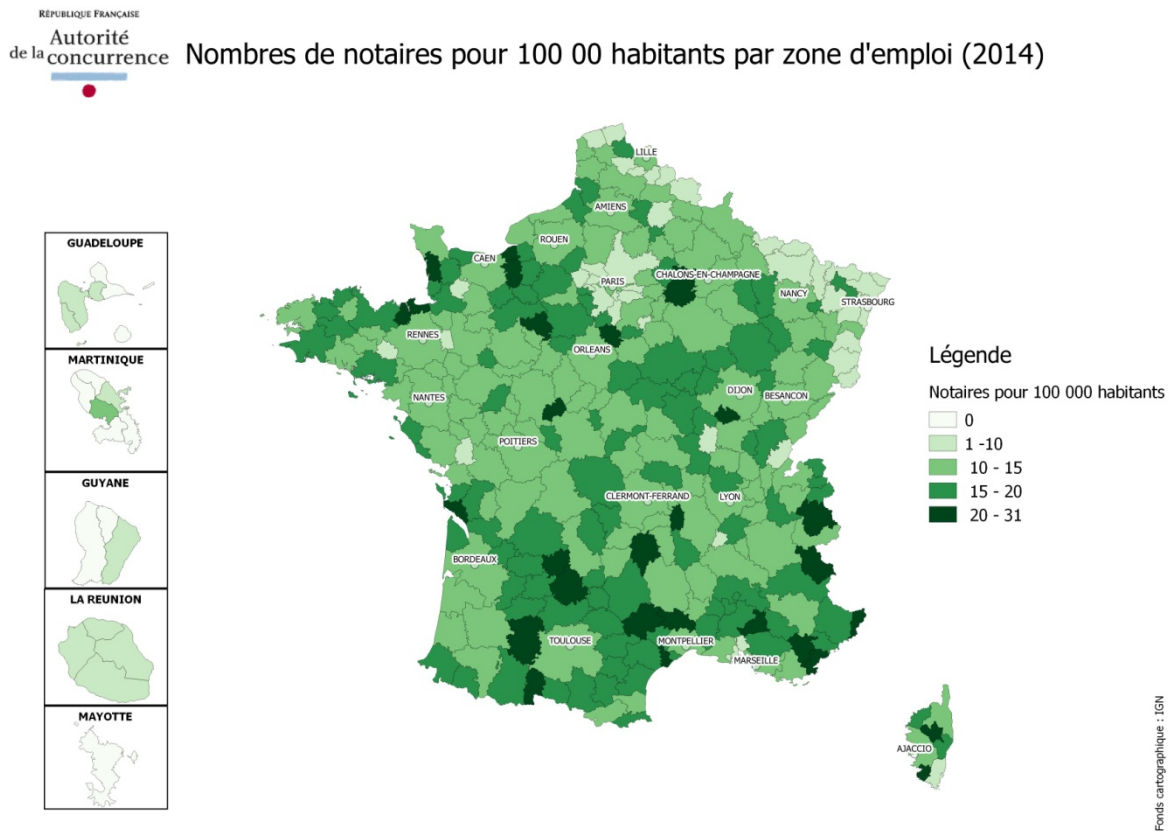 RÉPUBLIQUE FRANÇAISE
Autorité
de la concurrence
Nombres de notaires pour 100 00 habitants par zone d'emploi (2014)
GUADELOUPE
MARTINIQUE
GUYANE
LA REUNION
MAYOTTE
LILLE
AMIENS
ROUEN
CAEN
PARIS
CHALONS-EN-CHAMPAGNE
NANCY
STRASBOURG
RENNES
ORLEANS
NANTES
DIJON
BESANCON
POITIERS
CLERMONT-FERRAND
LYON
BORDEAUX
TOULOUSE
MONTPELLIER
MARSEILLE
AJACCIO
Légende
Notaires pour 100 000 habitants
0
1 -10
10 - 15
15 - 20
20 - 31
Fonds cartographique : IGN